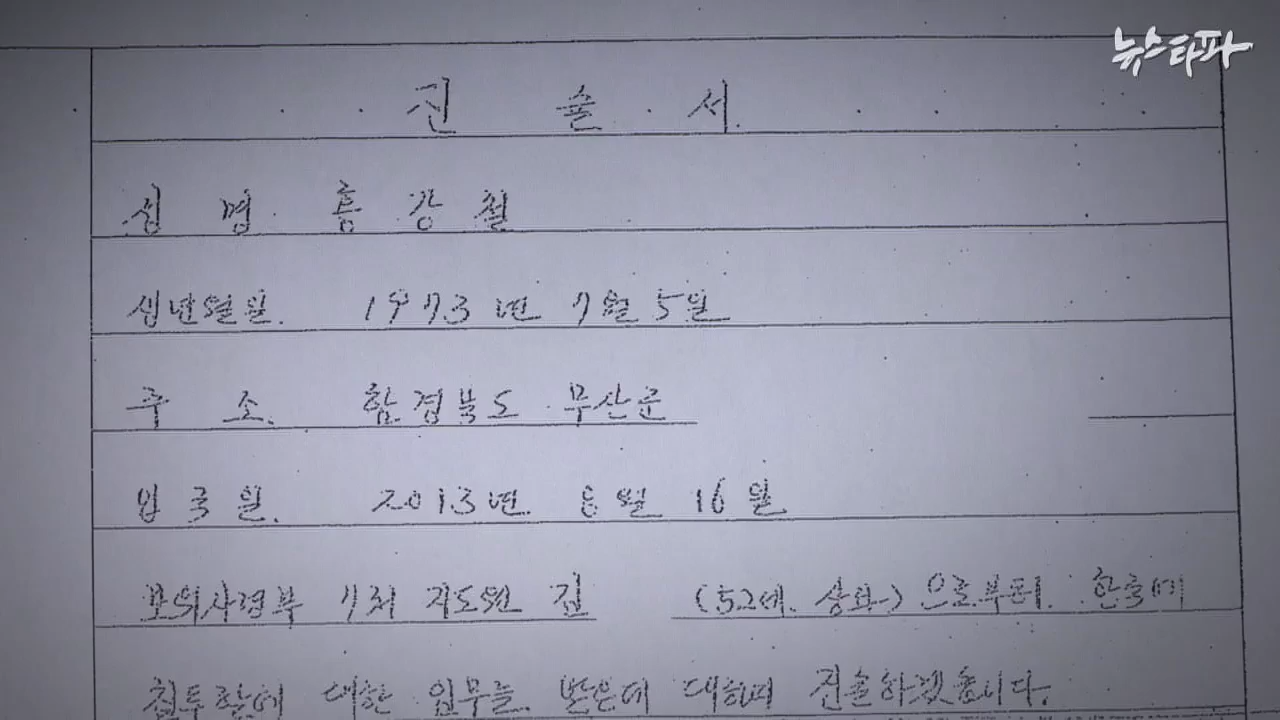 뉴스타파
진 술 서
성 명 홍 강 철
생년월일. 1973년 7월 5일
주 소. 함경북도 무산군
입 국 일. 2013년 8월 16일
보위사령부 7처 지도원 김 (52세. 상좌)으로부터. 한국에
침투할데 대한 임무를 받은데 대하여 진술하겠습니다.